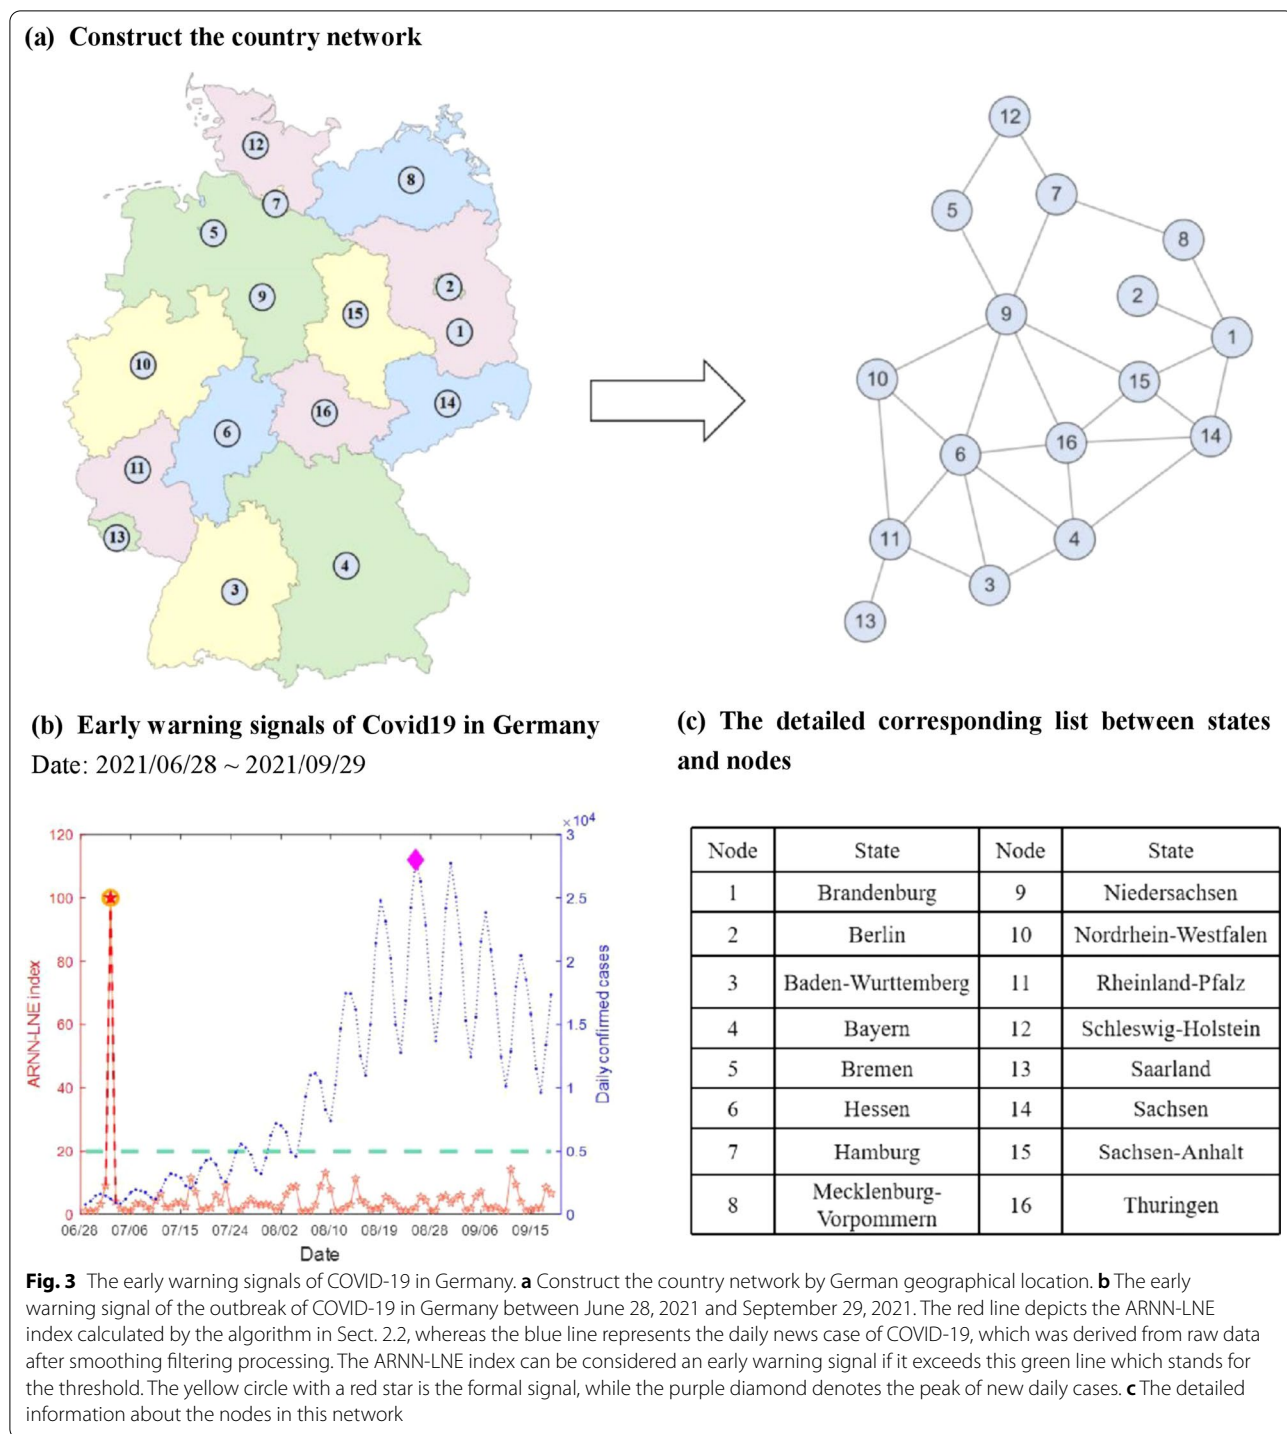 (a) Construct the country network
12
8
7
5
2
9
15
1
10
14
16
6
11
13
4
3
12
7
5
8
2
9
1
10
15
14
16
6
11
4
3
13
(b) Early warning signals of Covid19 in Germany
Date: 2021/06/28 ~ 2021/09/29
(c) The detailed corresponding list between states
and nodes
×10⁴
120
100
80
60
40
20
0
ARNN-LNE index
3
2.5
2
1.5
1
0.5
0
Daily confirmed cases
06/28 07/06 07/15 07/24 08/02 08/10 08/19 08/28 09/06 09/15
Date
Node State Node State
1 Brandenburg 9 Niedersachsen
2 Berlin 10 Nordrhein-Westfalen
3 Baden-Wurttemberg 11 Rheinland-Pfalz
4 Bayern 12 Schleswig-Holstein
5 Bremen 13 Saarland
6 Hessen 14 Sachsen
7 Hamburg 15 Sachsen-Anhalt
8 Mecklenburg-
Vorpommern 16 Thuringen
Fig. 3 The early warning signals of COVID-19 in Germany. a Construct the country network by German geographical location. b The early
warning signal of the outbreak of COVID-19 in Germany between June 28, 2021 and September 29, 2021. The red line depicts the ARNN-LNE
index calculated by the algorithm in Sect. 2.2, whereas the blue line represents the daily news case of COVID-19, which was derived from raw data
after smoothing filtering processing. The ARNN-LNE index can be considered an early warning signal if it exceeds this green line which stands for
the threshold. The yellow circle with a red star is the formal signal, while the purple diamond denotes the peak of new daily cases. c The detailed
information about the nodes in this network